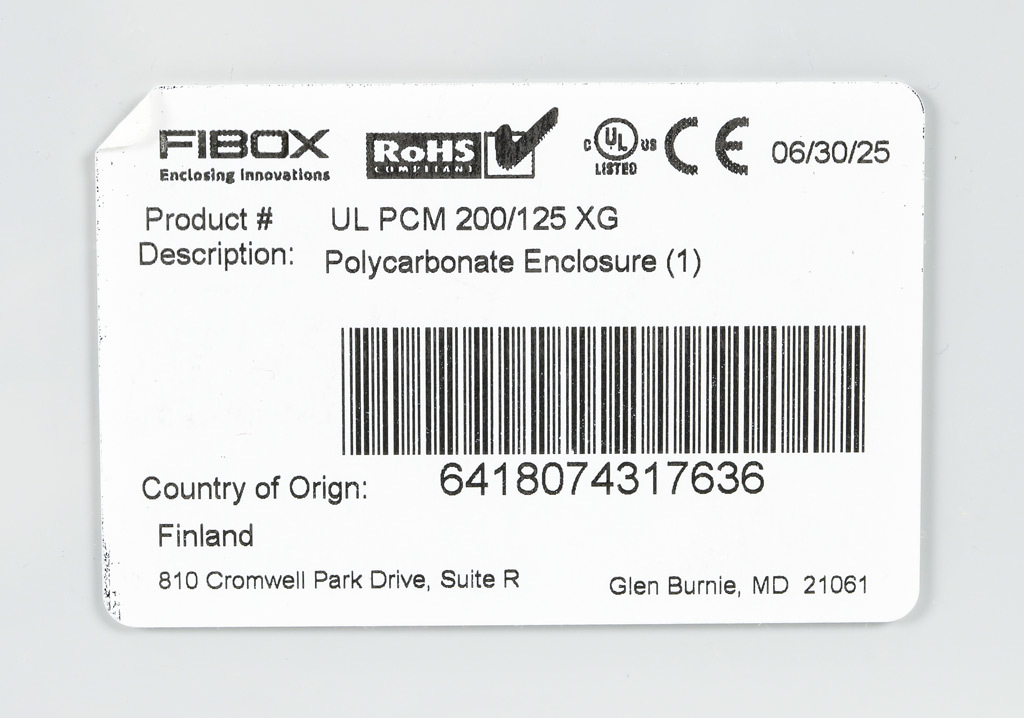 FIBOX
Enclosing Innovations
RoHS
COMPLIANT
C UL US
LISTED
CE
06/30/25
Product # UL PCM 200/125 XG
Description: Polycarbonate Enclosure (1)
6418074317636
Country of Orign:
Finland
810 Cromwell Park Drive, Suite R Glen Burnie, MD 21061